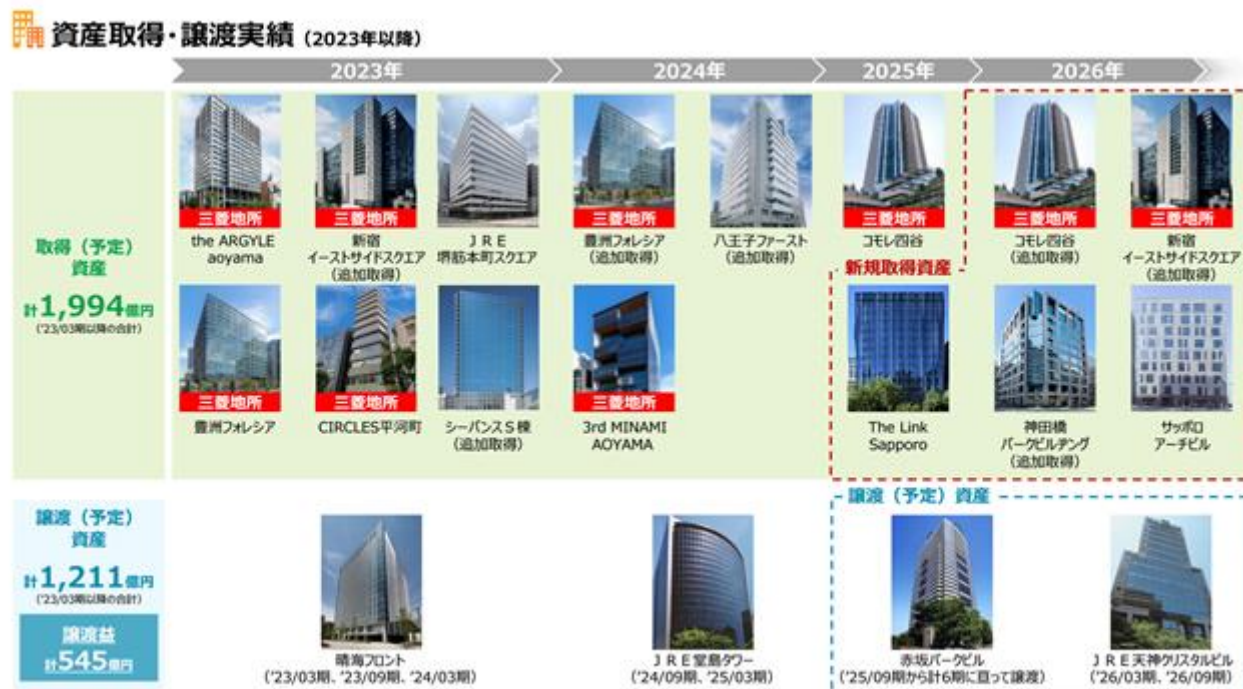 資産取得・譲渡実績 (2023年以降)
2023年 2024年 2025年 2026年
取得（予定）
資産
計1,994億円
('23/03期以降の合計)
三菱地所
the ARGYLE
aoyama
三菱地所
新宿
イーストサイドスクエア
(追加取得)
ＪＲＥ
堺筋本町スクエア
三菱地所
豊洲フォレシア
(追加取得)
八王子ファースト
(追加取得)
三菱地所
コモレ四谷
三菱地所
コモレ四谷
(追加取得)
三菱地所
新宿
イーストサイドスクエア
(追加取得)
新規取得資産
三菱地所
豊洲フォレシア
三菱地所
CIRCLES平河町
シーバンスＳ棟
(追加取得)
三菱地所
3rd MINAMI
AOYAMA
The Link
Sapporo
神田橋
パークビルヂング
(追加取得)
サッポロ
アーチビル
譲渡（予定）
資産
計1,211億円
('23/03期以降の合計)
譲渡益
計545億円
譲渡（予定）資産
晴海フロント
('23/03期、'23/09期、'24/03期)
ＪＲＥ堂島タワー
('24/09期、'25/03期)
赤坂パークビル
('25/09期から計6期に亘って譲渡)
ＪＲＥ天神クリスタルビル
('26/03期、'26/09期)